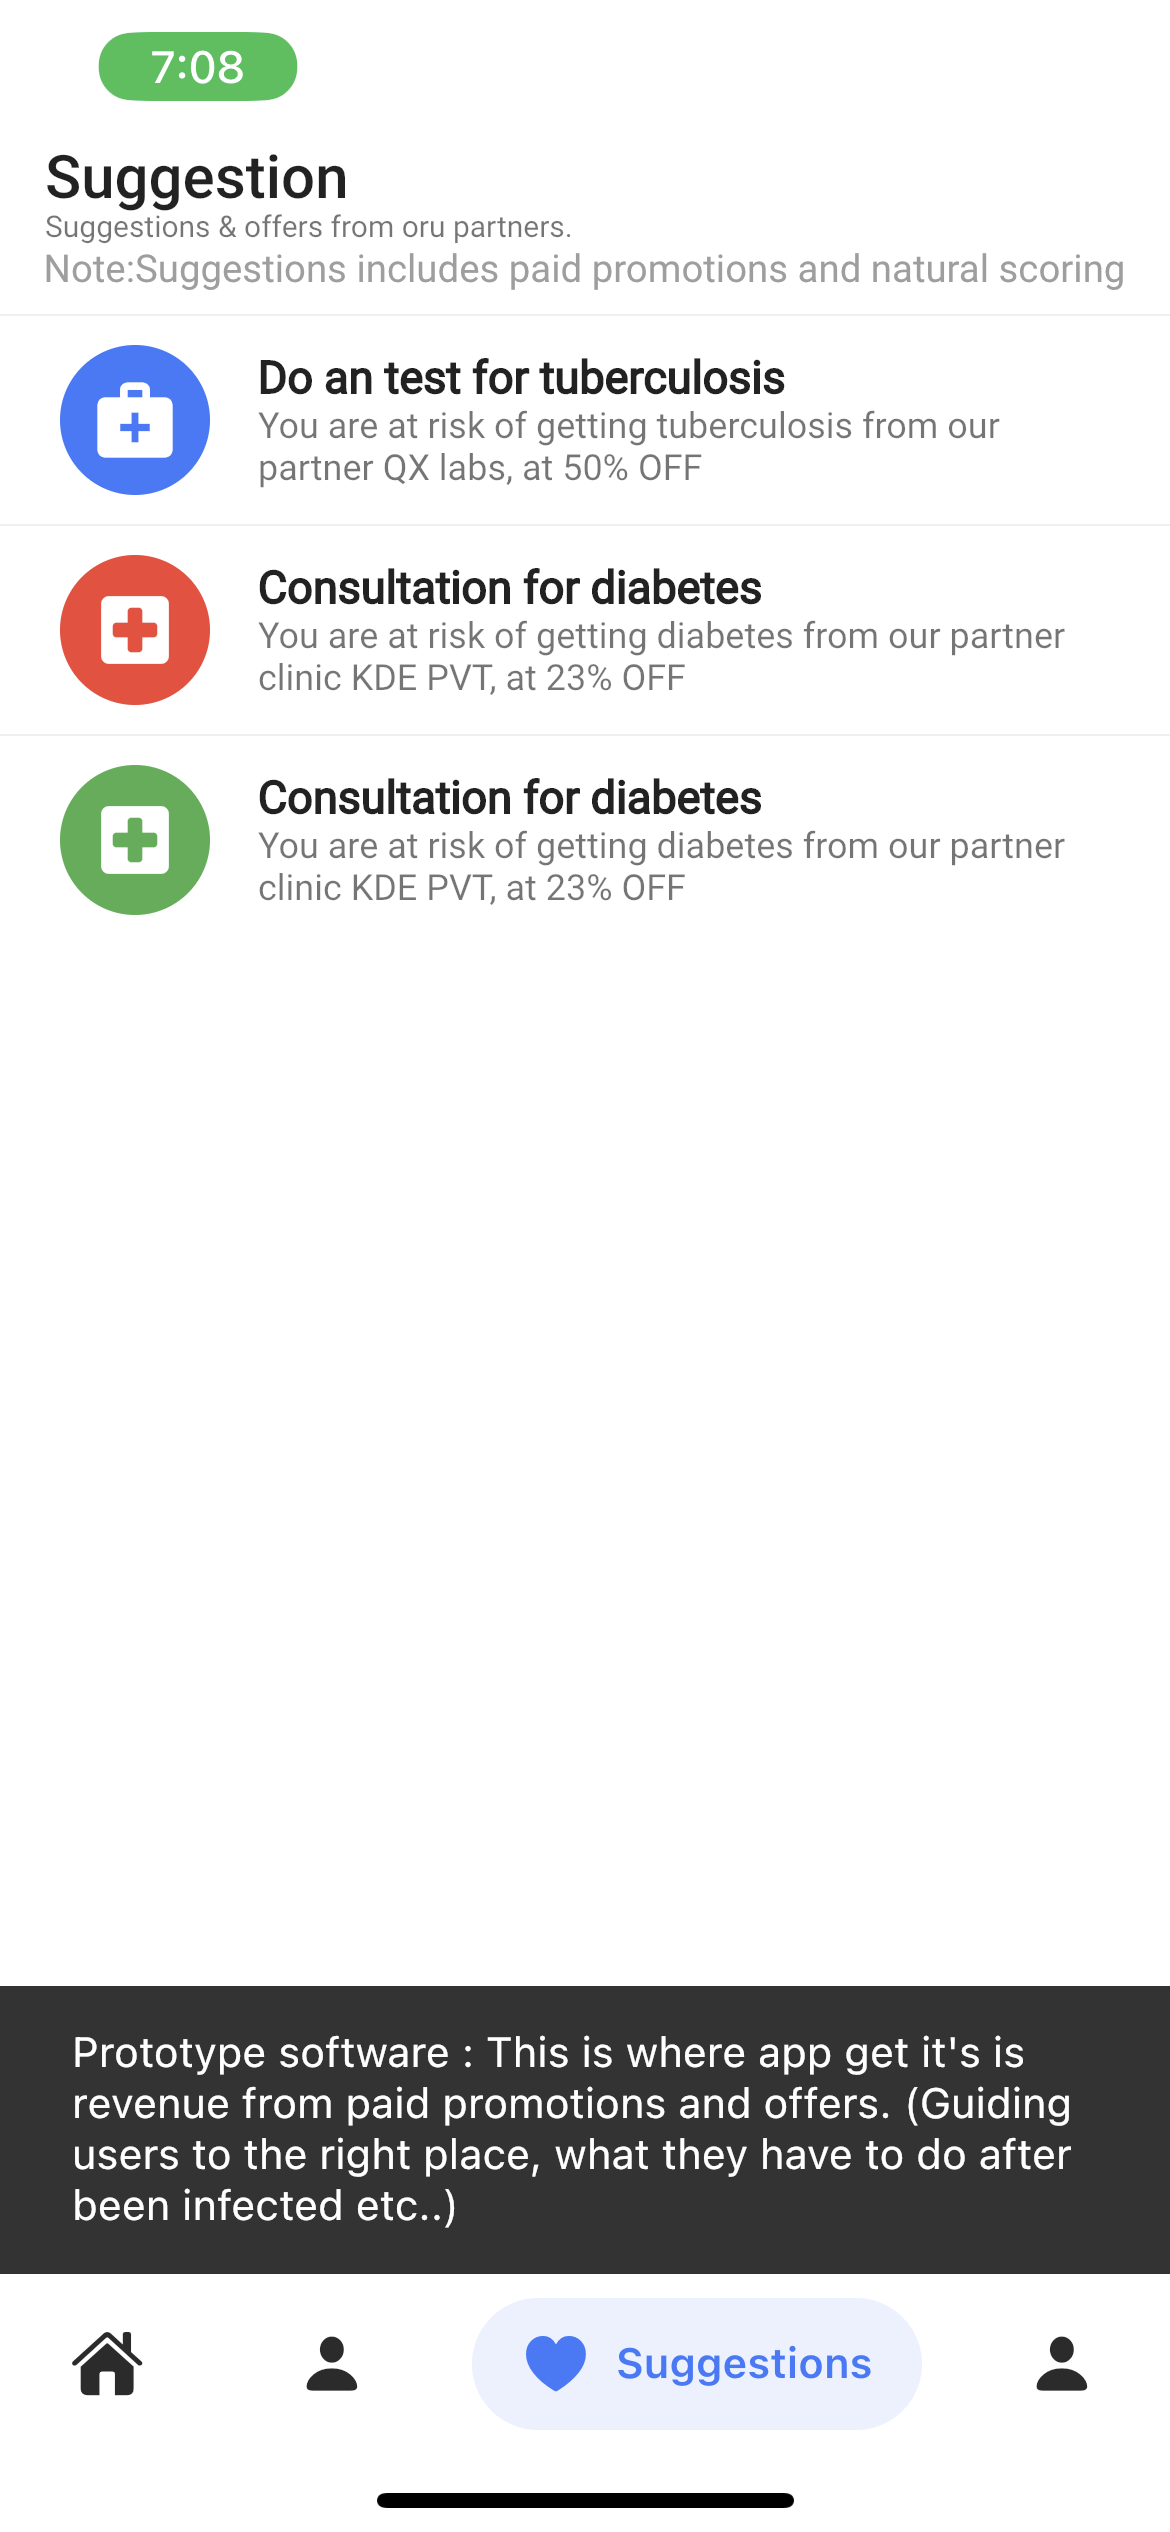 7:08
Suggestion
Suggestions & offers from oru partners.
Note:Suggestions includes paid promotions and natural scoring
Do an test for tuberculosis
You are at risk of getting tuberculosis from our
partner QX labs, at 50% OFF
Consultation for diabetes
You are at risk of getting diabetes from our partner
clinic KDE PVT, at 23% OFF
Consultation for diabetes
You are at risk of getting diabetes from our partner
clinic KDE PVT, at 23% OFF
Prototype software : This is where app get it's is
revenue from paid promotions and offers. (Guiding
users to the right place, what they have to do after
been infected etc..)
Suggestions